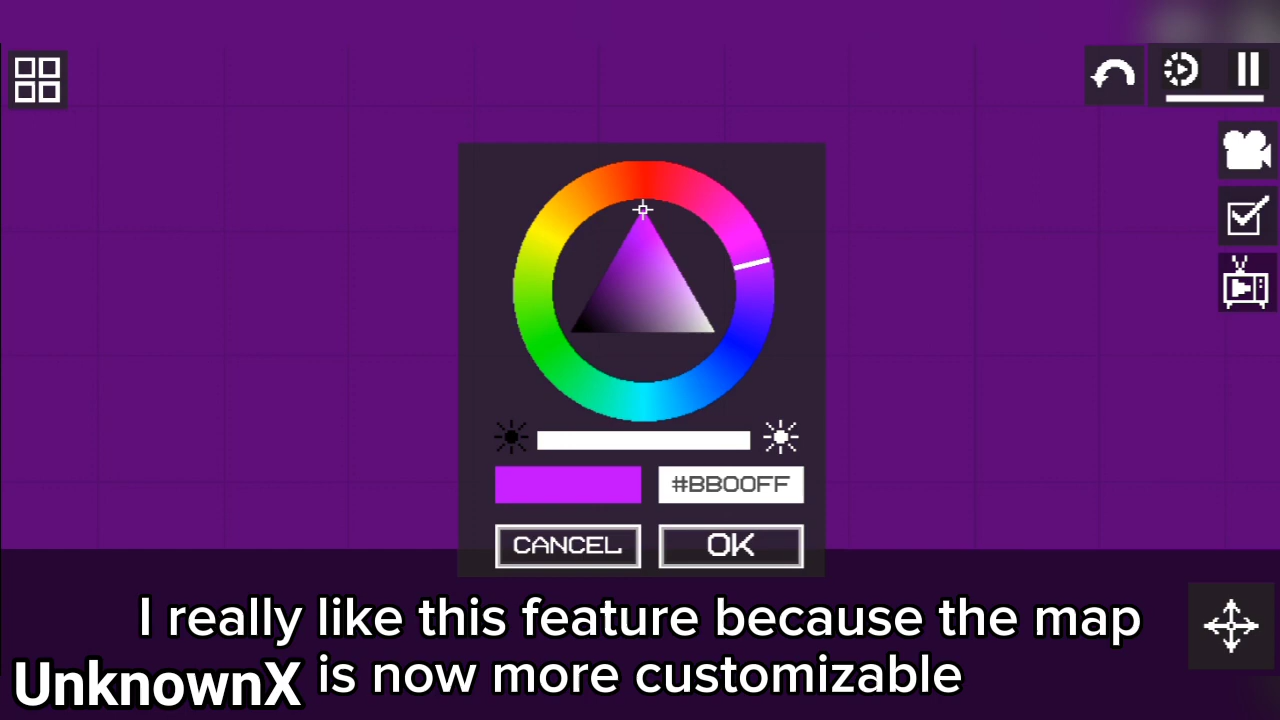 #BB00FF
CANCEL
OK
I really like this feature because the map
is now more customizable
UnknownX